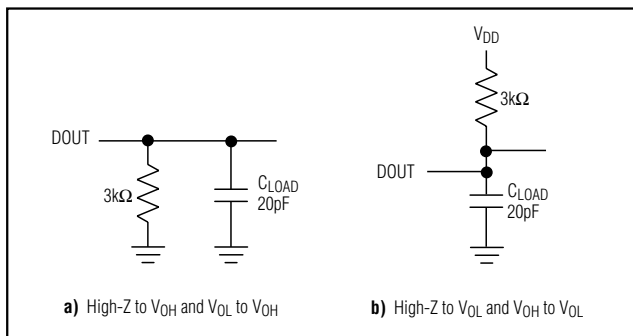 DOUT
3kΩ
CLOAD
20pF
a) High-Z to VOH and VOL to VOH
VDD
3kΩ
DOUT
CLOAD
20pF
b) High-Z to VOL and VOH to VOL